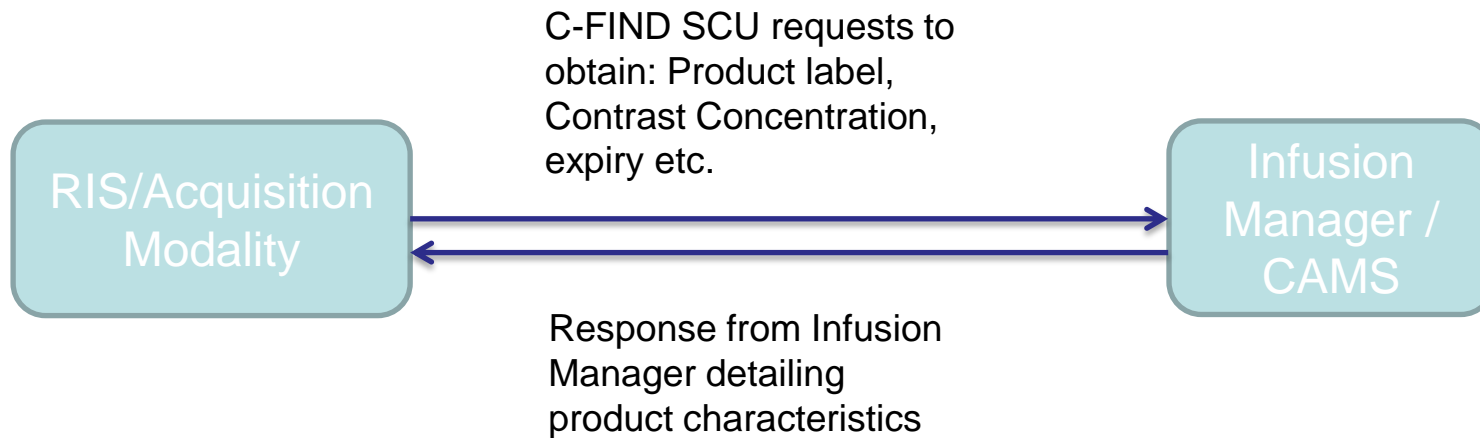 C-FIND SCU requests to
obtain: Product label,
Contrast Concentration,
expiry etc.
RIS/Acquisition
Modality
Infusion
Manager /
CAMS
Response from Infusion
Manager detailing
product characteristics